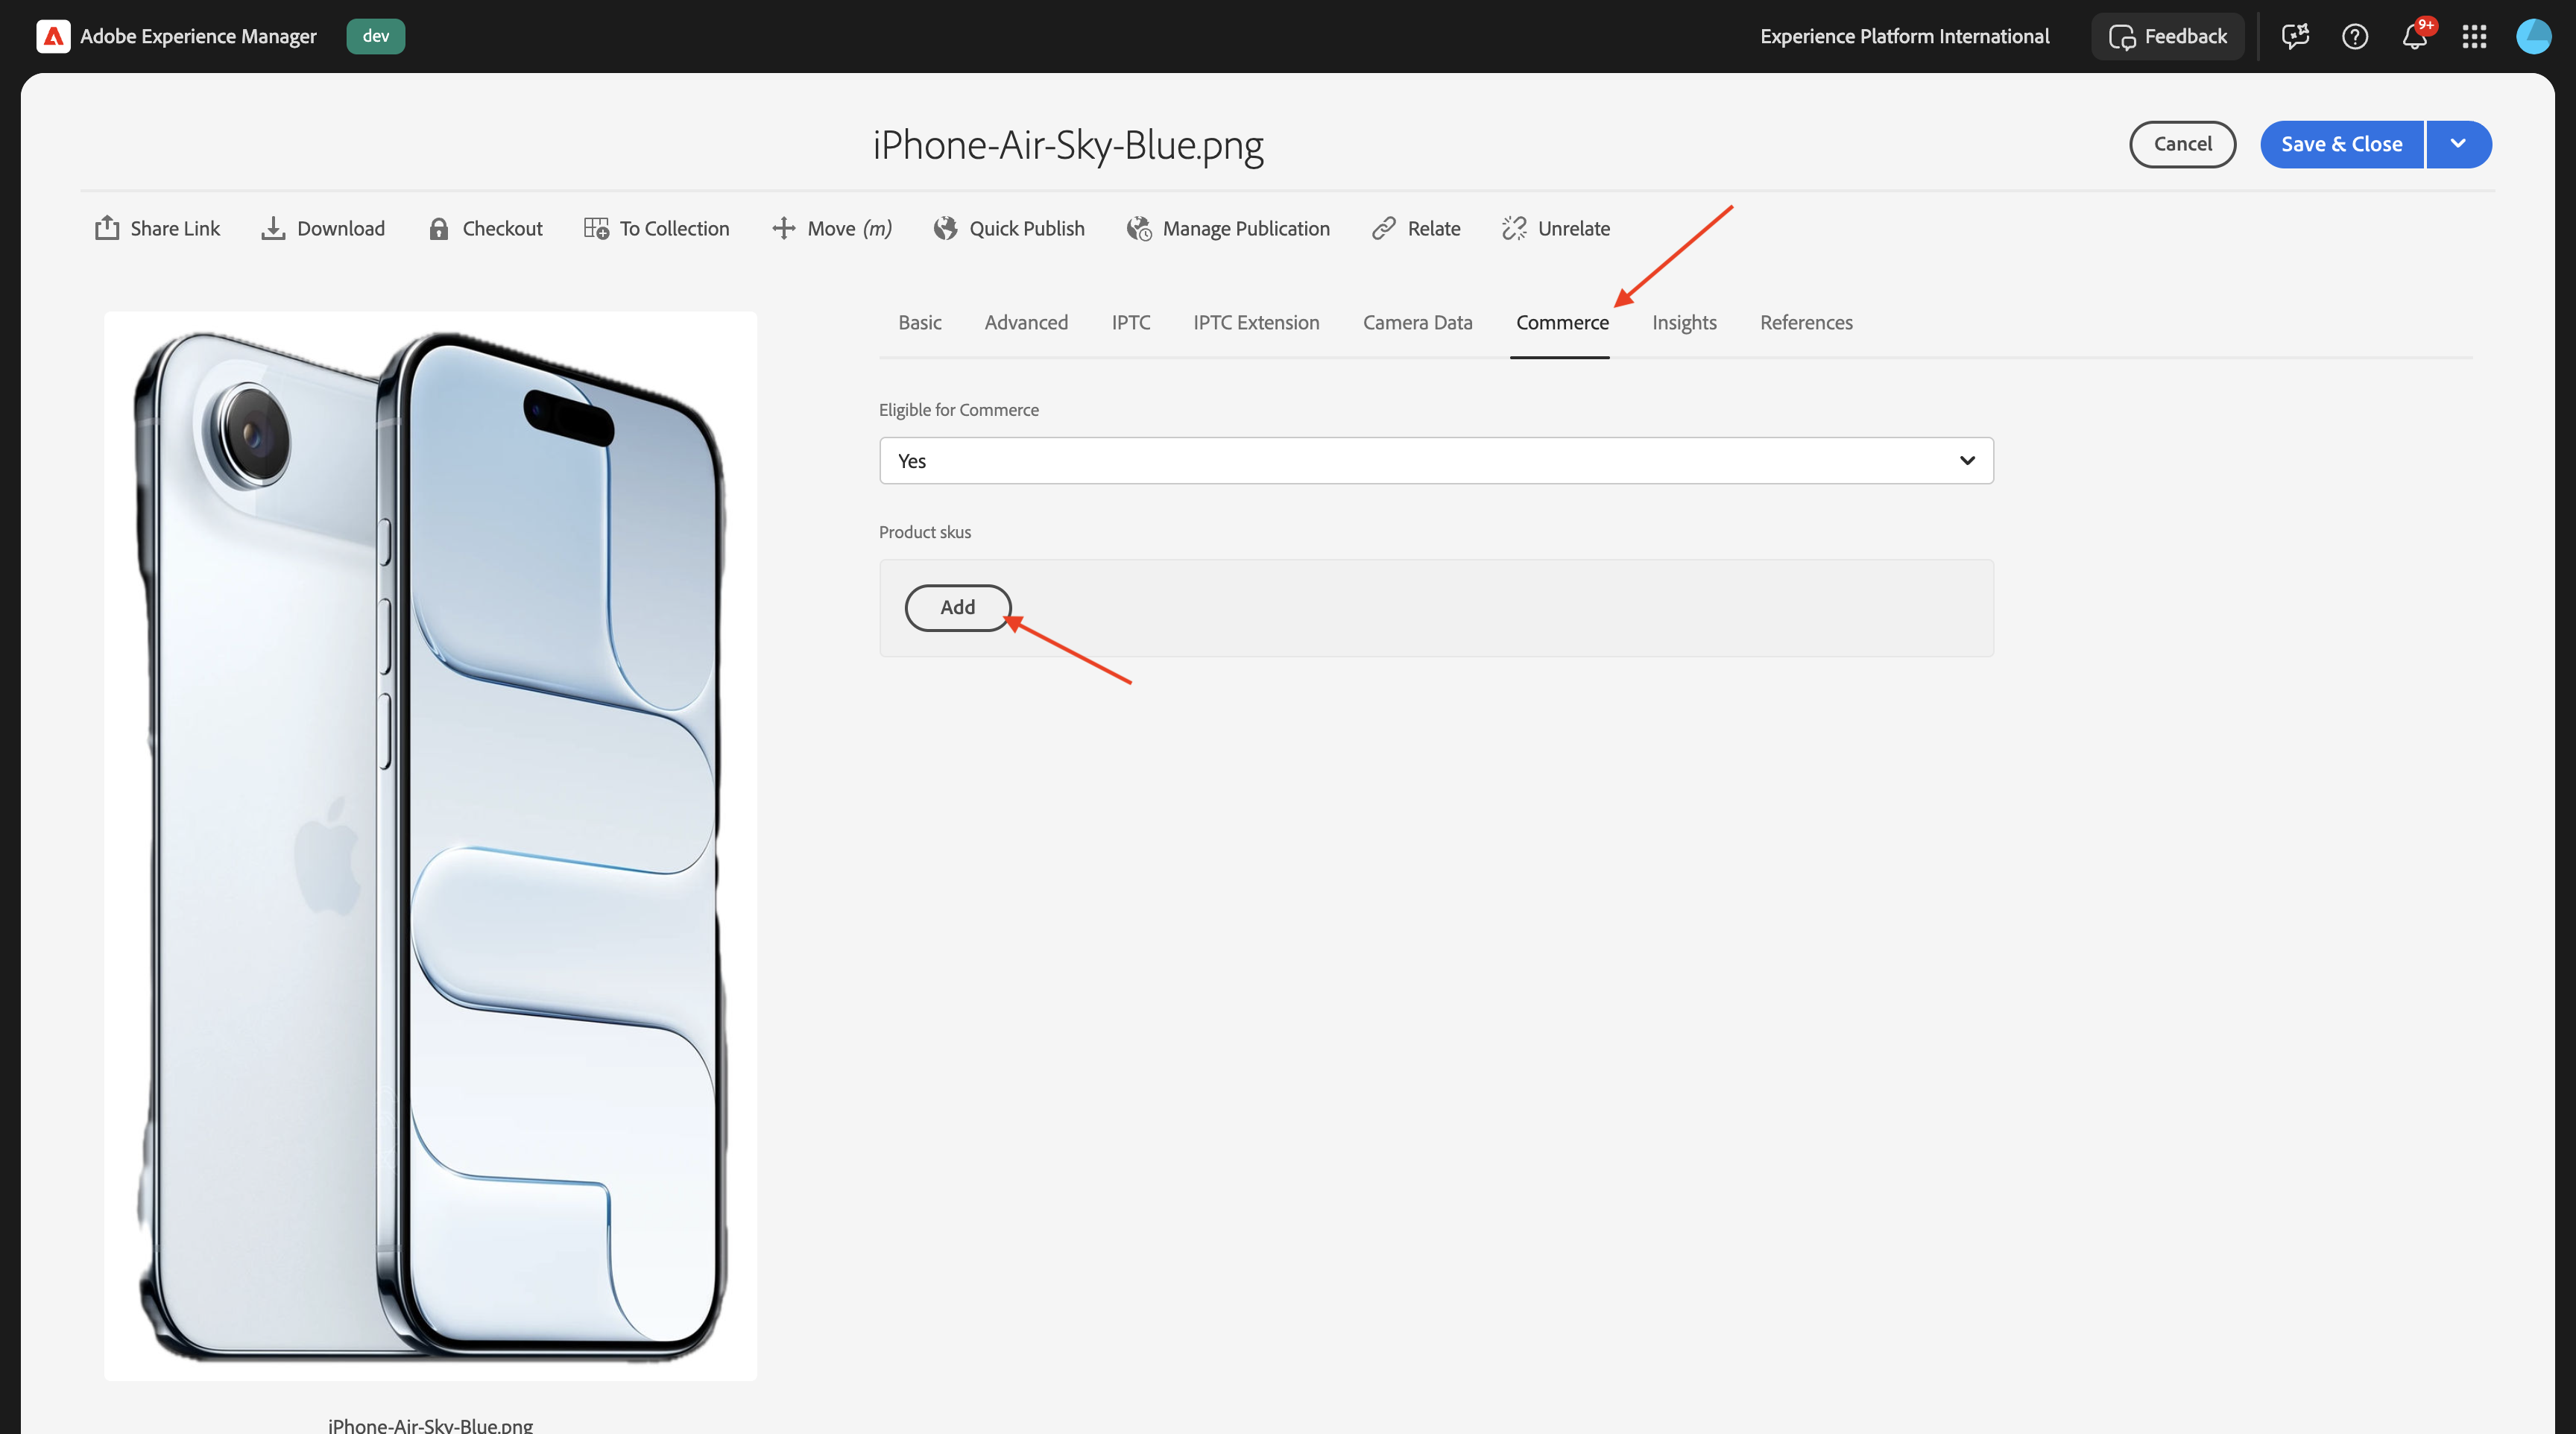 Adobe Experience Manager
dev
Experience Platform International
Feedback
9+
iPhone-Air-Sky-Blue.png
Cancel
Save & Close
Share Link
Download
Checkout
To Collection
Move (m)
Quick Publish
Manage Publication
Relate
Unrelate
Basic
Advanced
IPTC
IPTC Extension
Camera Data
Commerce
Insights
References
Eligible for Commerce
Yes
Product skus
Add
iPhone-Air-Sky-Blue.png